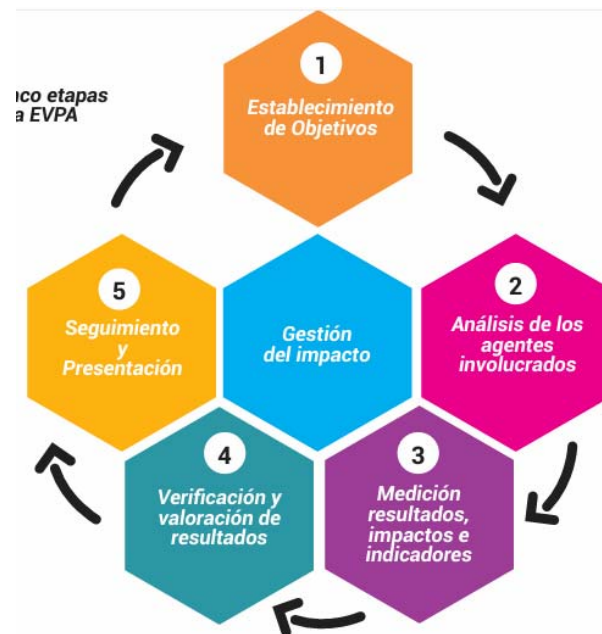 etapas
EVPA
1
Establecimiento
de Objetivos
2
Análisis de los
agentes
involucrados
3
Medición
resultados,
impactos e
indicadores
4
Verificación y
valoración de
resultados
5
Seguimiento
y
Presentación
Gestión
del impacto